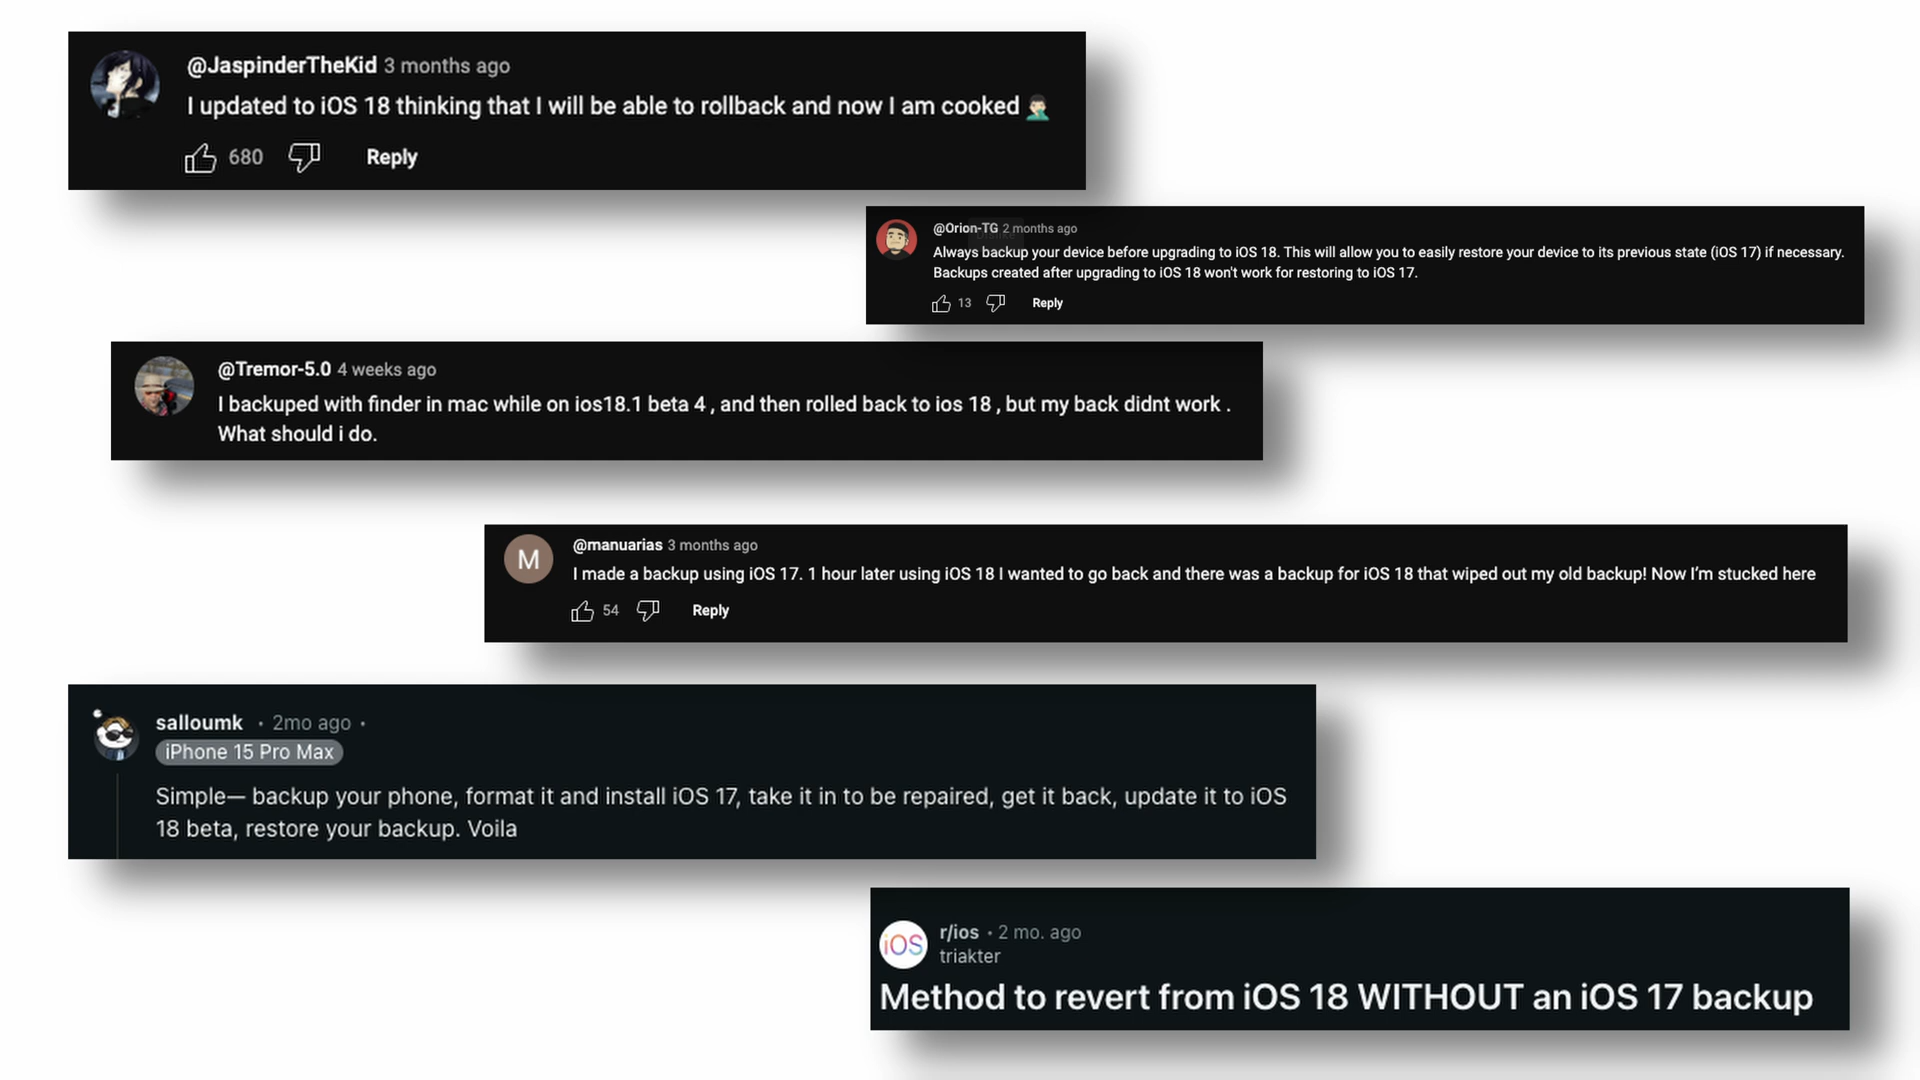 @JaspinderTheKid 3 months ago
I updated to iOS 18 thinking that I will be able to rollback and now I am cooked 🤦🏻‍♂️
680 Reply
@Orion-TG 2 months ago
Always backup your device before upgrading to iOS 18. This will allow you to easily restore your device to its previous state (iOS 17) if necessary.
Backups created after upgrading to iOS 18 won't work for restoring to iOS 17.
13 Reply
@Tremor-5.0 4 weeks ago
I backuped with finder in mac while on ios18.1 beta 4 , and then rolled back to ios 18 , but my back didnt work .
What should i do.
M
@manuarias 3 months ago
I made a backup using iOS 17. 1 hour later using iOS 18 I wanted to go back and there was a backup for iOS 18 that wiped out my old backup! Now I’m stucked here
54 Reply
salloumk · 2mo ago ·
iPhone 15 Pro Max
Simple— backup your phone, format it and install iOS 17, take it in to be repaired, get it back, update it to iOS
18 beta, restore your backup. Voila
iOS
r/ios · 2 mo. ago
triakter
Method to revert from iOS 18 WITHOUT an iOS 17 backup